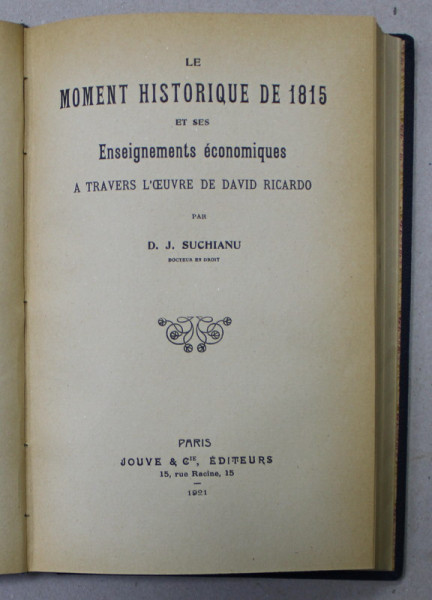 LE
MOMENT HISTORIQUE DE 1815
ET SES
Enseignements économiques
A TRAVERS L'ŒUVRE DE DAVID RICARDO
PAR
D. J. SUCHIANU
DOCTEUR EN DROIT
PARIS
JOUVE & CIE, ÉDITEURS
15, rue Racine, 15
—
1921